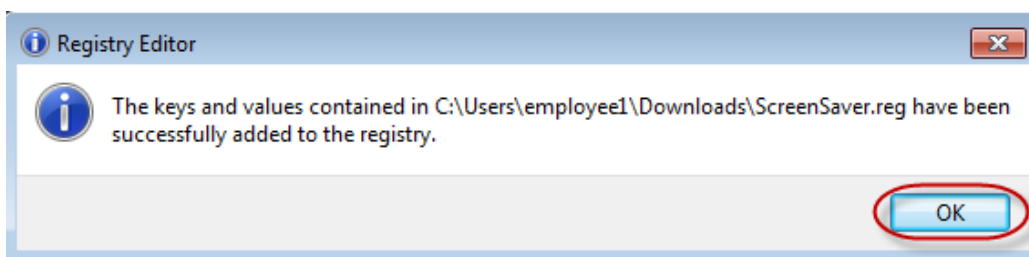 Registry Editor
The keys and values contained in C:\Users\employee1\Downloads\ScreenSaver.reg have been
successfully added to the registry.
OK